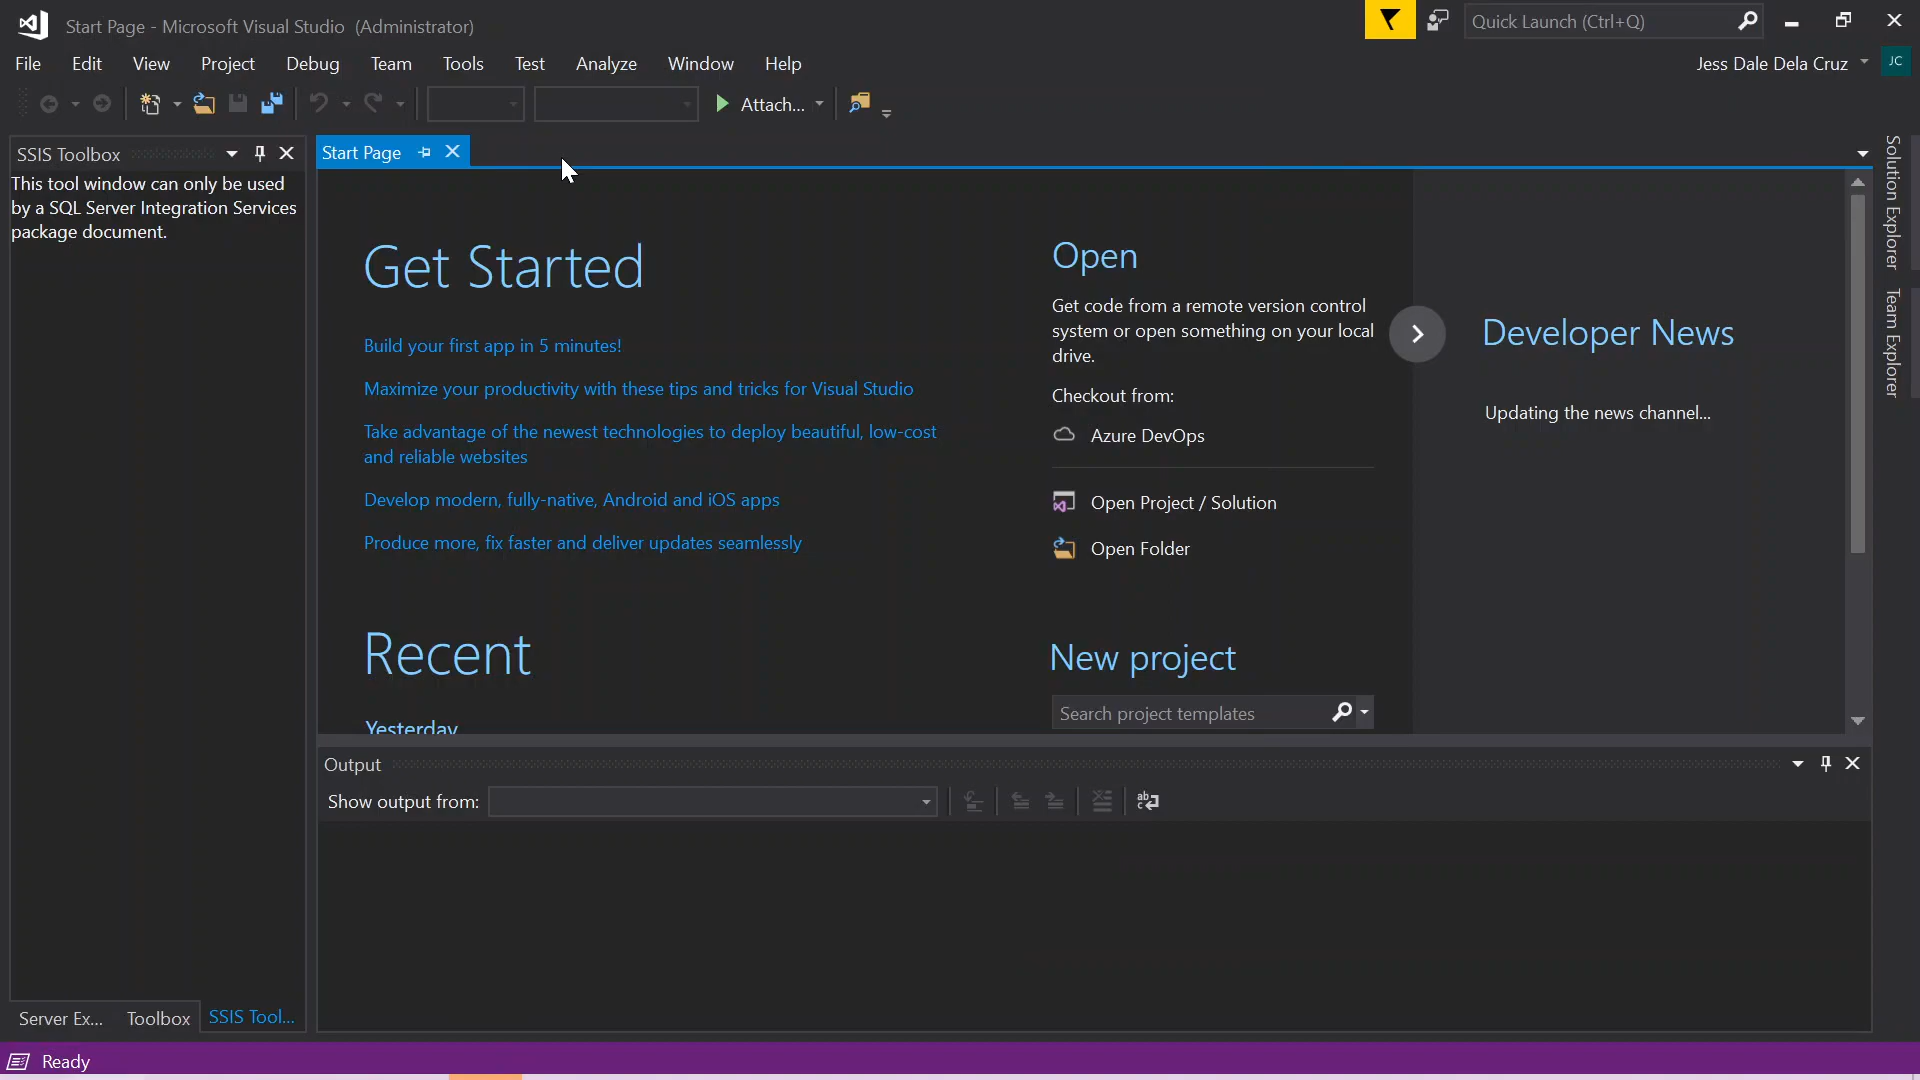 Start Page - Microsoft Visual Studio (Administrator)
Quick Launch (Ctrl+Q)
File Edit View Project Debug Team Tools Test Analyze Window Help
Jess Dale Dela Cruz JC
Attach...
SSIS Toolbox
This tool window can only be used
by a SQL Server Integration Services
package document.
Start Page
Get Started
Build your first app in 5 minutes!
Maximize your productivity with these tips and tricks for Visual Studio
Take advantage of the newest technologies to deploy beautiful, low-cost
and reliable websites
Develop modern, fully-native, Android and iOS apps
Produce more, fix faster and deliver updates seamlessly
Recent
Yesterday
Open
Get code from a remote version control
system or open something on your local
drive.
Checkout from:
Azure DevOps
Open Project / Solution
Open Folder
New project
Search project templates
Developer News
Updating the news channel...
Solution Explorer
Team Explorer
Output
Show output from:
Server Ex... Toolbox SSIS Tool...
Ready